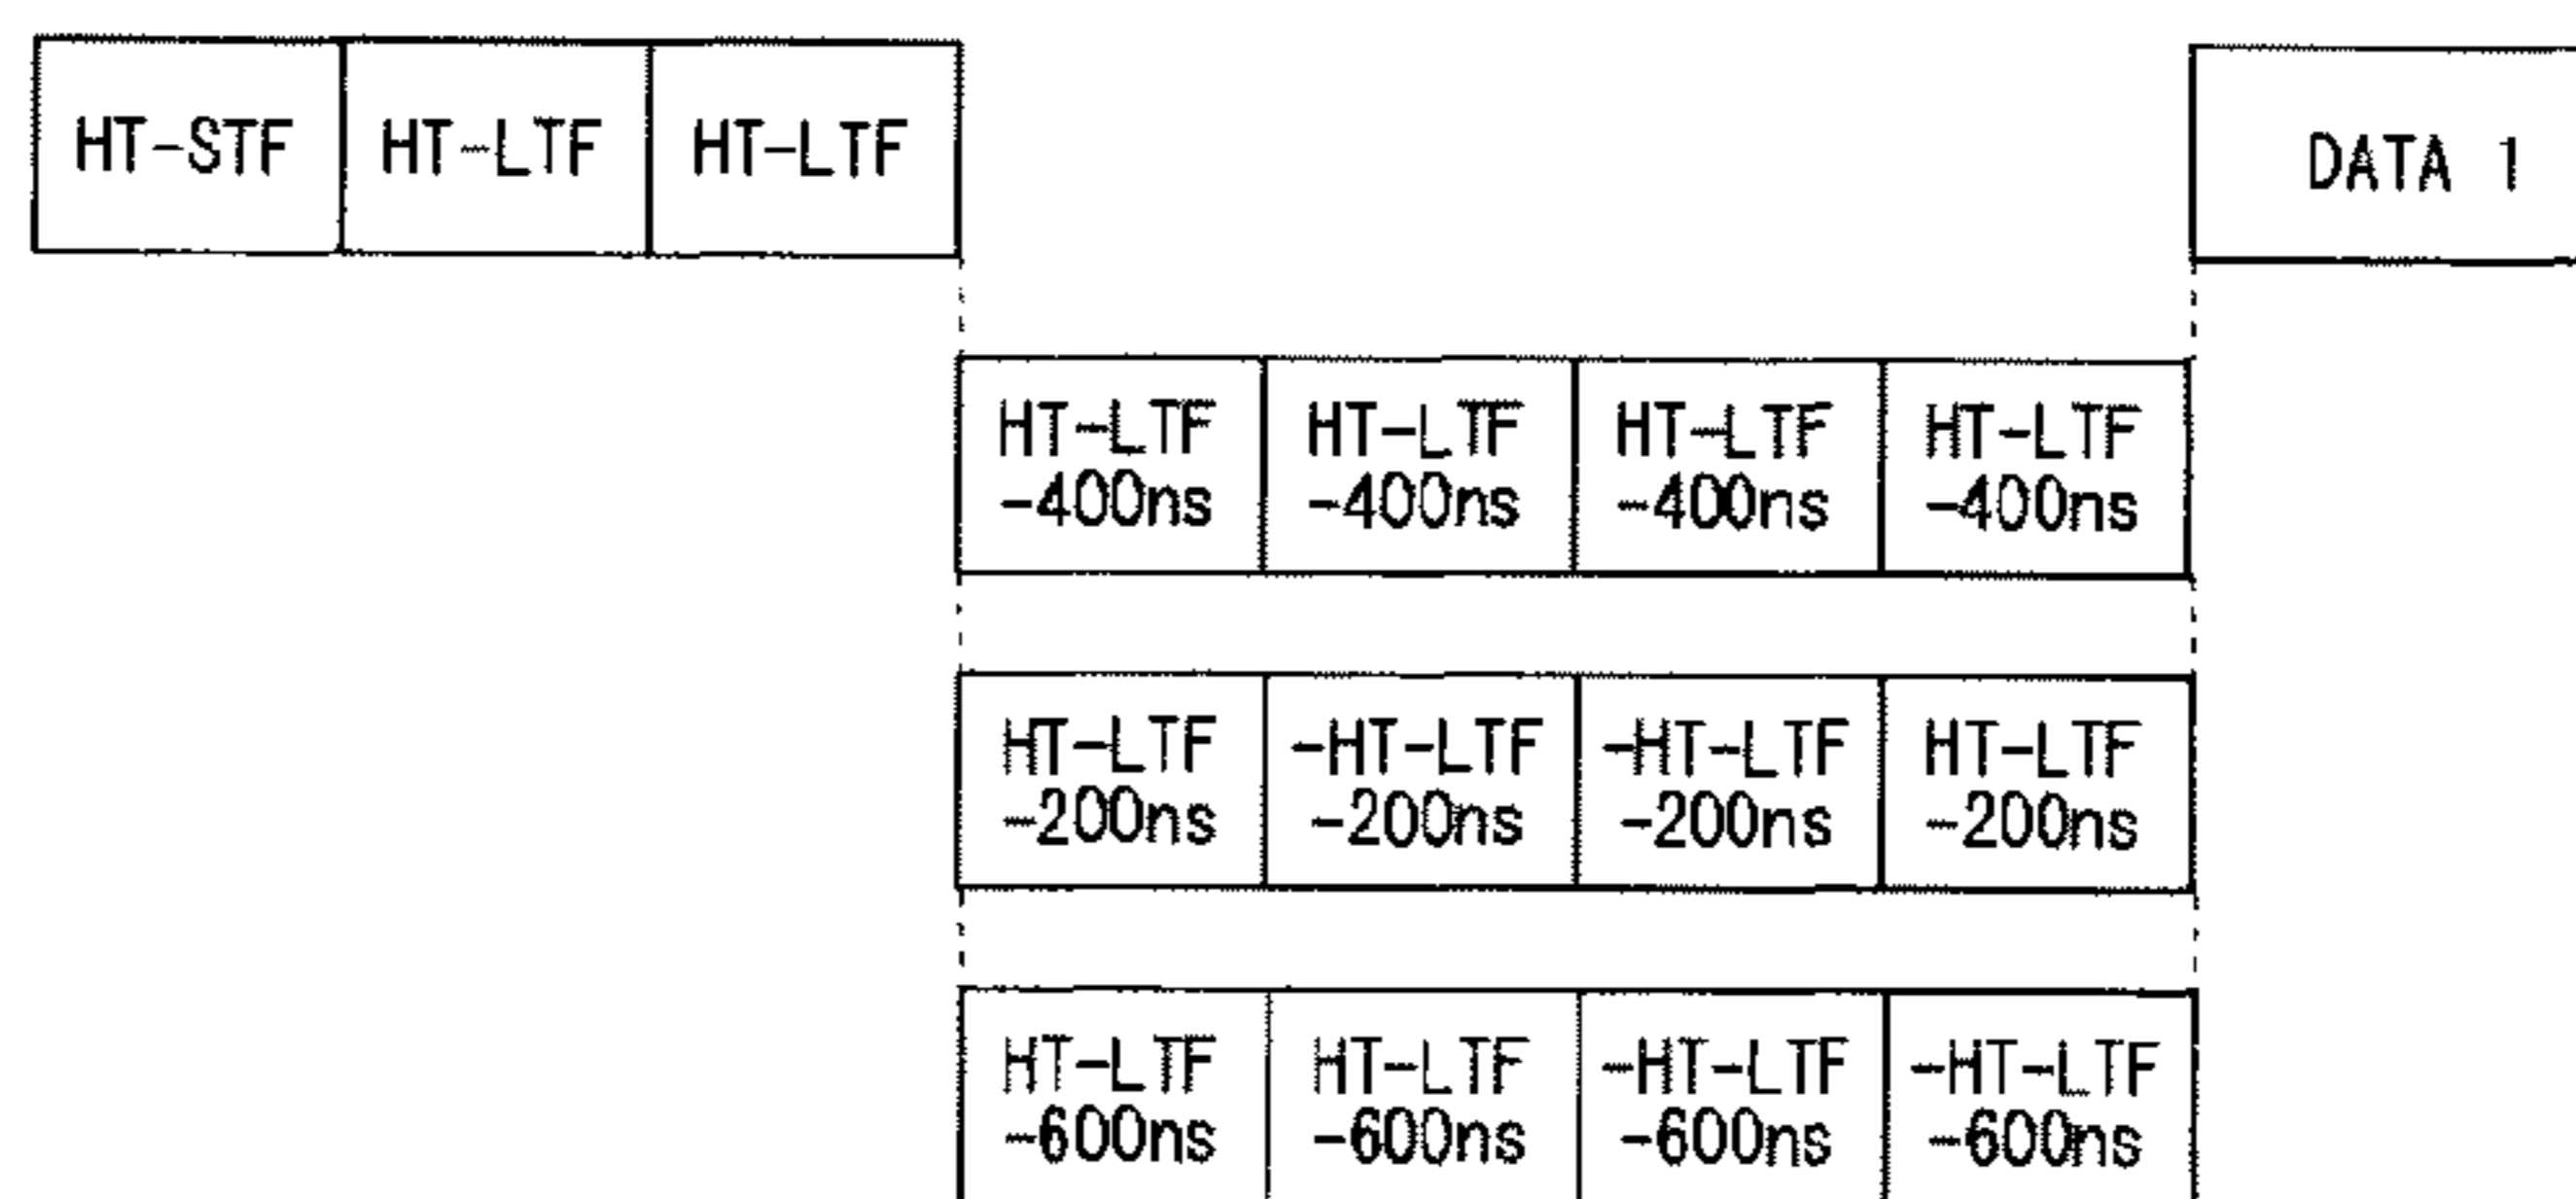 HT-STF HT-LTF HT-LTF DATA 1
HT-LTF HT-LTF HT-LTF HT-LTF
-400ns -400ns -400ns -400ns
HT-LTF -HT-LTF -HT-LTF HT-LTF
-200ns -200ns -200ns -200ns
HT-LTF HT-LTF -HT-LTF -HT-LTF
-600ns -600ns -600ns -600ns